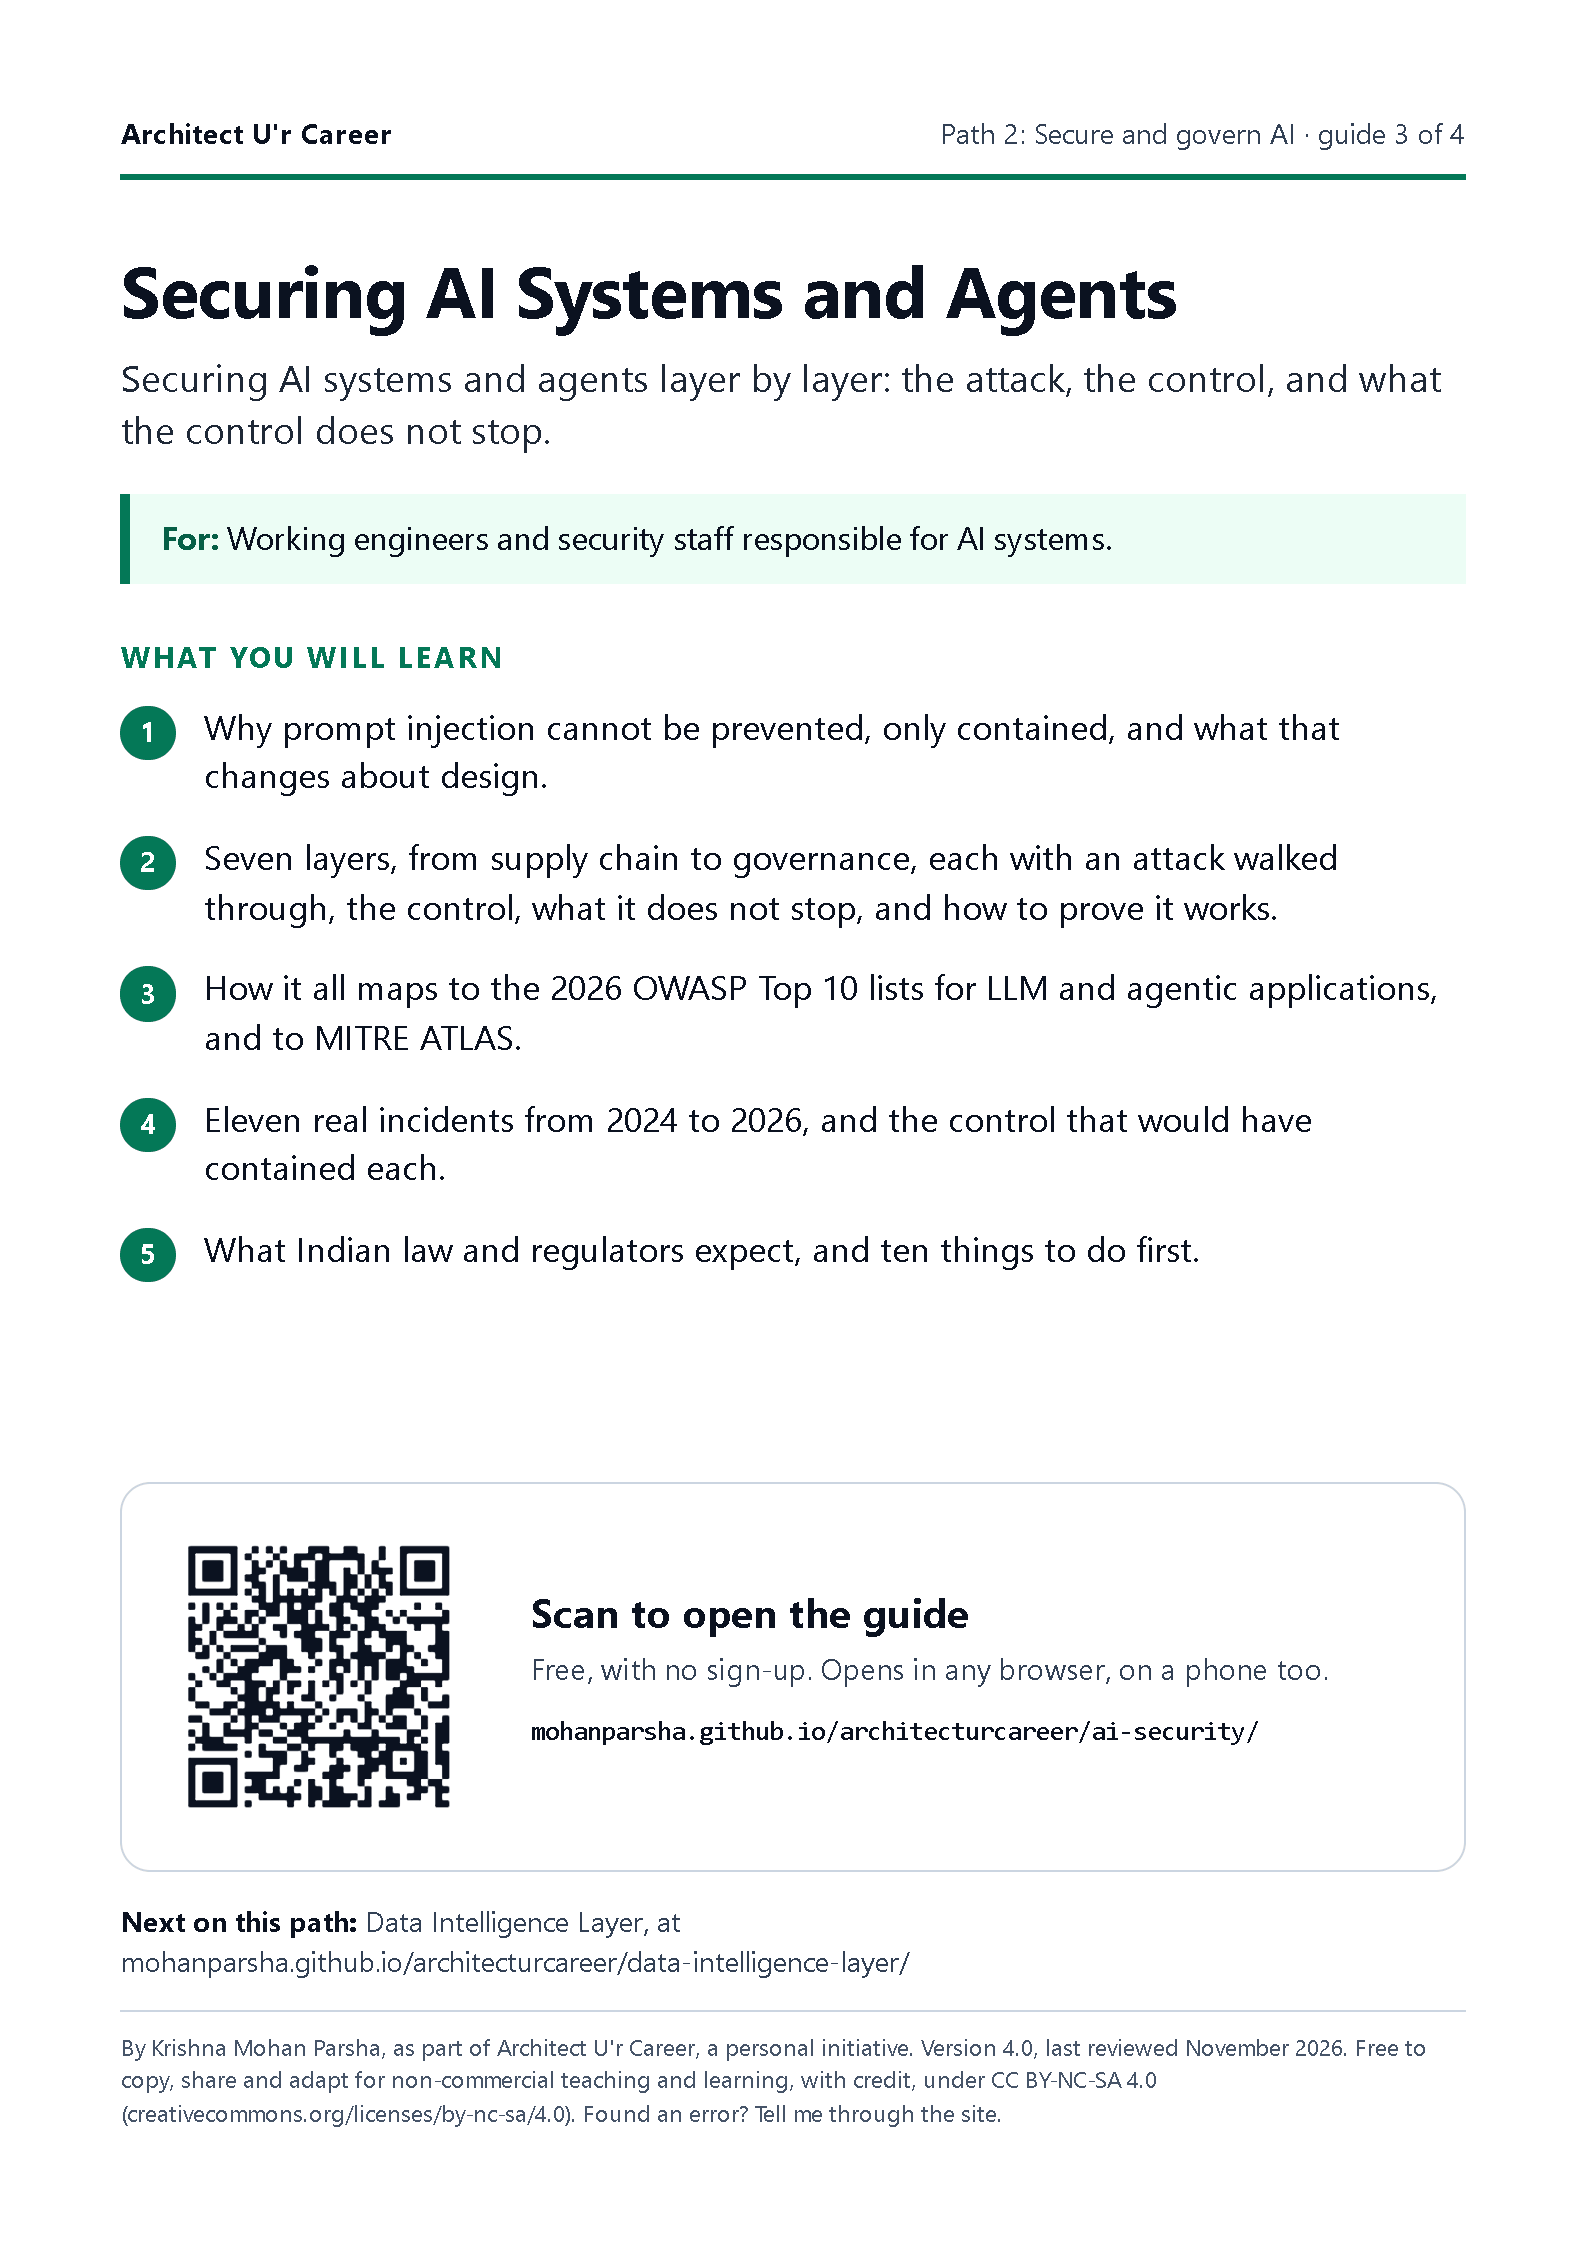 Architect U'r Career
Path 2: Secure and govern AI · guide 3 of 4
Securing AI Systems and Agents
Securing AI systems and agents layer by layer: the attack, the control, and what
the control does not stop.
For: Working engineers and security staff responsible for AI systems.
WHAT YOU WILL LEARN
1 Why prompt injection cannot be prevented, only contained, and what that
changes about design.
2 Seven layers, from supply chain to governance, each with an attack walked
through, the control, what it does not stop, and how to prove it works.
3 How it all maps to the 2026 OWASP Top 10 lists for LLM and agentic applications,
and to MITRE ATLAS.
4 Eleven real incidents from 2024 to 2026, and the control that would have
contained each.
5 What Indian law and regulators expect, and ten things to do first.
Scan to open the guide
Free, with no sign-up. Opens in any browser, on a phone too.
mohanparsha.github.io/architecturcareer/ai-security/
Next on this path: Data Intelligence Layer, at
mohanparsha.github.io/architecturcareer/data-intelligence-layer/
By Krishna Mohan Parsha, as part of Architect U'r Career, a personal initiative. Version 4.0, last reviewed November 2026. Free to
copy, share and adapt for non-commercial teaching and learning, with credit, under CC BY-NC-SA 4.0
(creativecommons.org/licenses/by-nc-sa/4.0). Found an error? Tell me through the site.